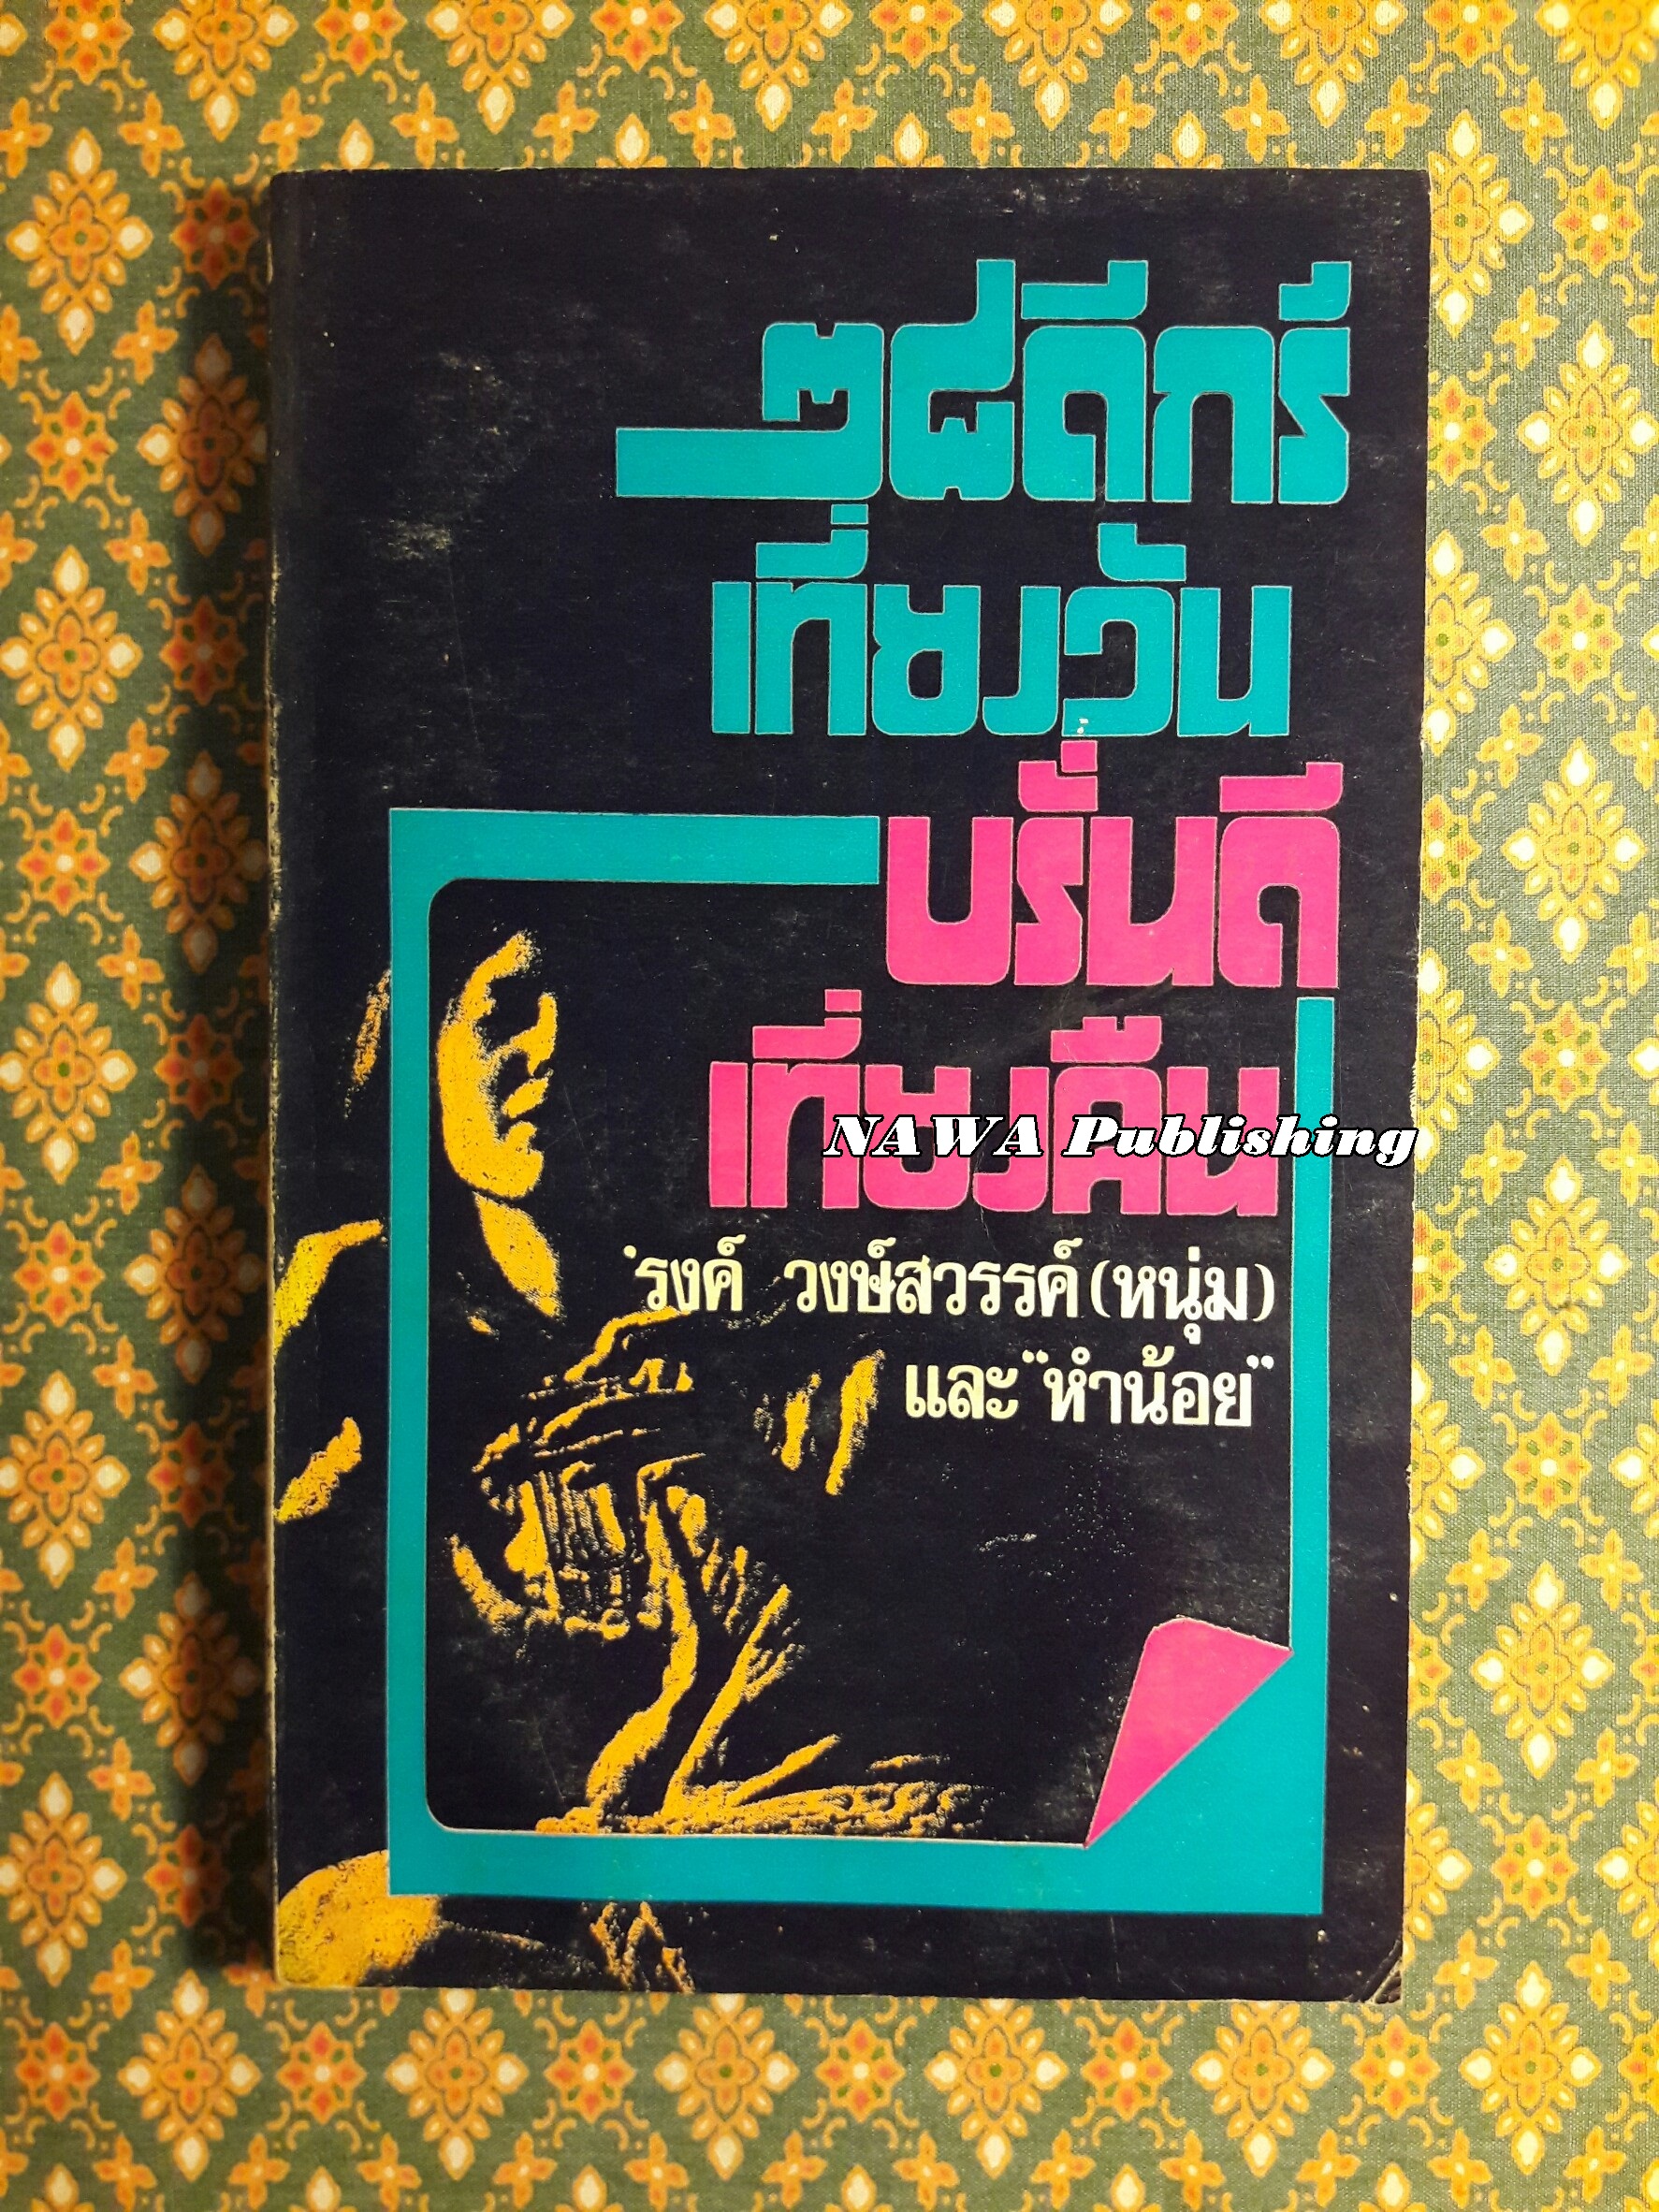 ๒๘ดีกรี
เที่ยงวัน
บรั่นดี
เที่ยงคืน
NAWA Publishing
'รงค์ วงษ์สวรรค์ (หนุ่ม)
และ "หำน้อย"